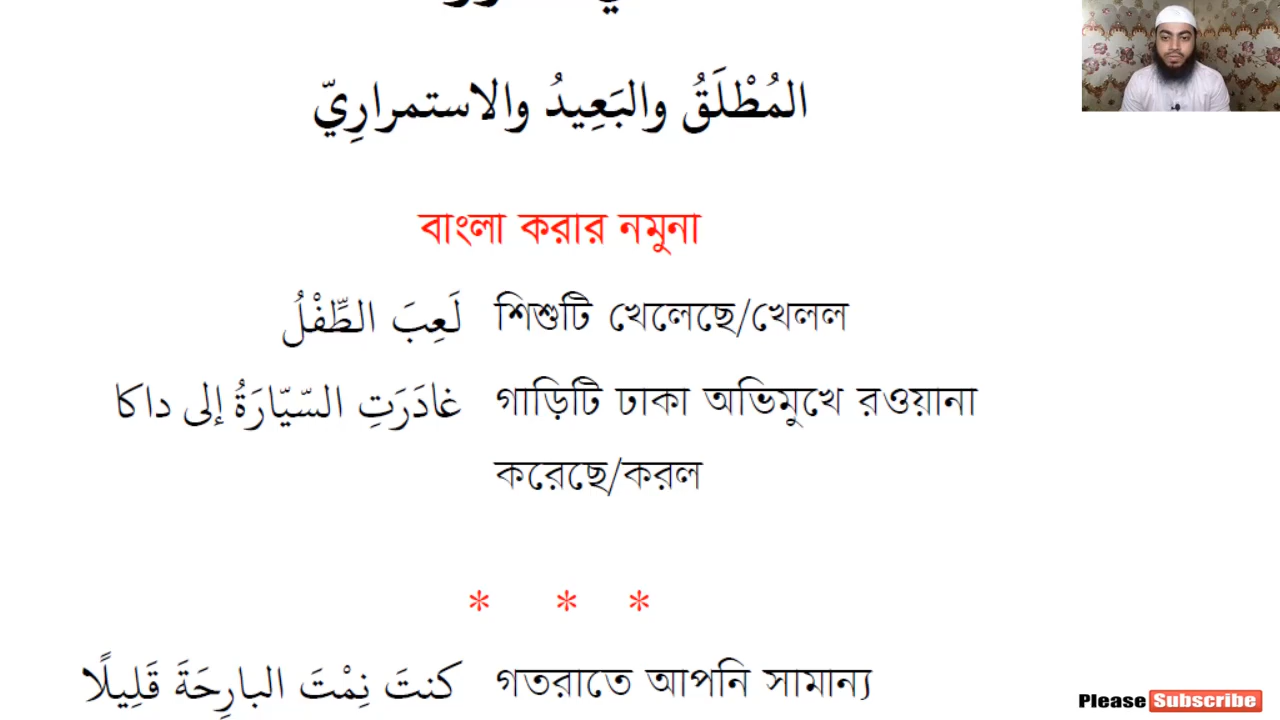 المُطْلَقُ والبَعِيدُ والاستمرارِيّ
বাংলা করার নমুনা
لَعِبَ الطِّفْلُ শিশুটি খেলেছে/খেলল
غادَرَتِ السّيّارَةُ إلى داكا গাড়িটি ঢাকা অভিমুখে রওয়ানা
করেছে/করল
* * *
كنتَ نِمْتَ البارِحَةَ قَلِيلًا গতরাতে আপনি সামান্য
Please Subscribe